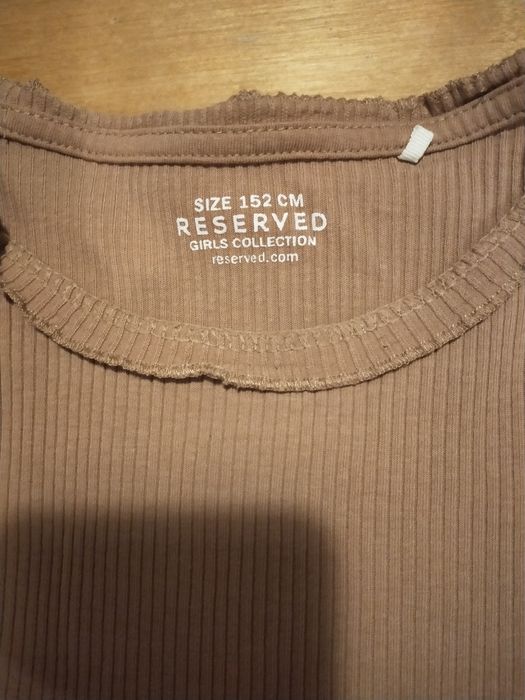 SIZE 152 CM
RESERVED
GIRLS COLLECTION
reserved.com